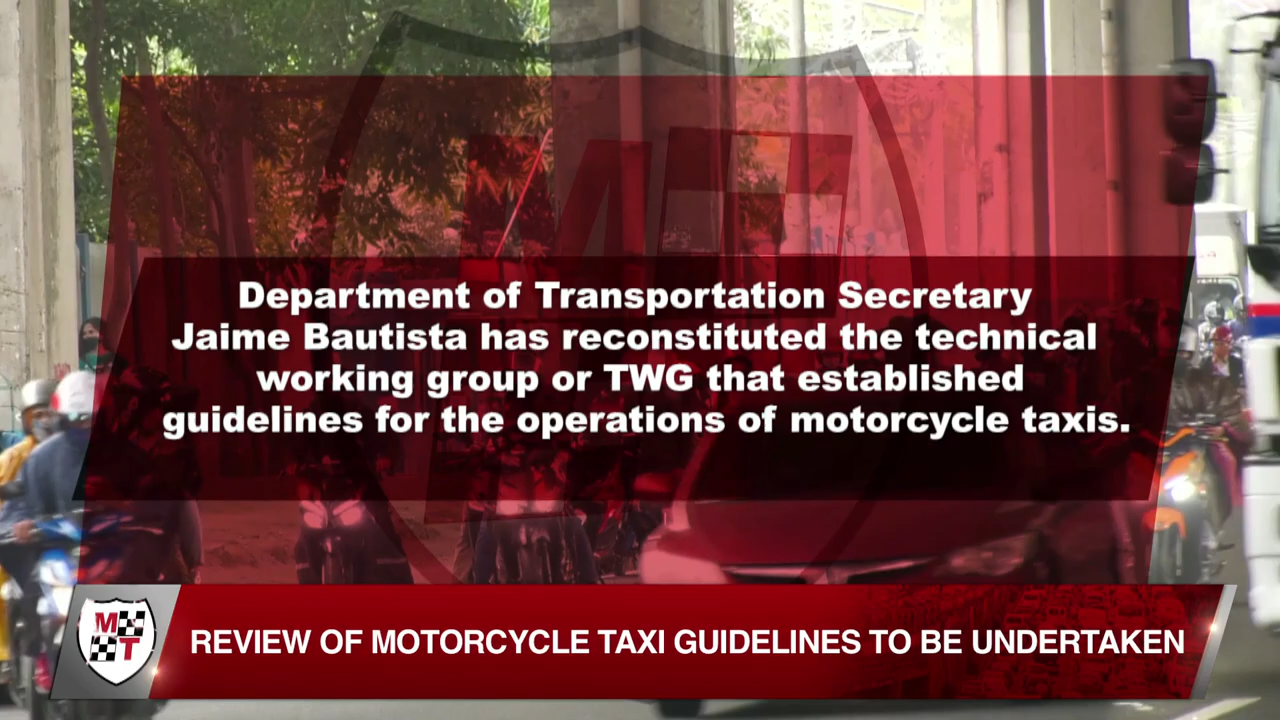 Department of Transportation Secretary
Jaime Bautista has reconstituted the technical
working group or TWG that established
guidelines for the operations of motorcycle taxis.
MT
M
T
REVIEW OF MOTORCYCLE TAXI GUIDELINES TO BE UNDERTAKEN